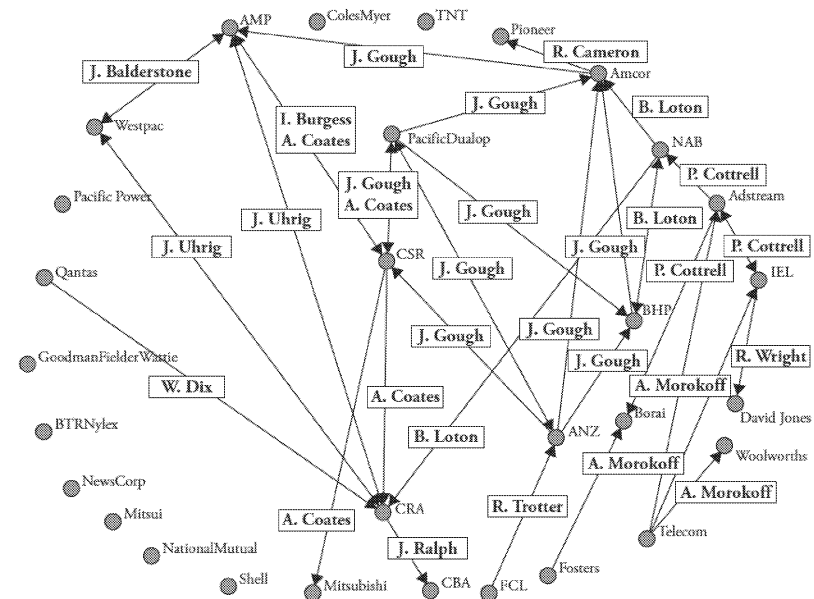 AMP
ColesMyer
TNT
Pioneer
R. Cameron
J. Gough
Amcor
J. Balderstone
J. Gough
B. Loton
I. Burgess
A. Coates
Westpac
PacificDualop
NAB
P. Cottrell
J. Gough
A. Coates
Pacific Power
Adstream
J. Uhrig
J. Gough
B. Loton
J. Uhrig
J. Gough
P. Cottrell
CSR
J. Gough
P. Cottrell
Qantas
IEL
BHP
J. Gough
J. Gough
GoodmanFielderWattie
J. Gough
R. Wright
W. Dix
A. Morokoff
A. Coates
David Jones
Borai
BTRNylex
B. Loton
ANZ
Woolworths
A. Morokoff
NewsCorp
A. Morokoff
CRA
R. Trotter
Mitsui
A. Coates
Telecom
J. Ralph
NationalMutual
Fosters
Shell
Mitsubishi
CBA
FCL